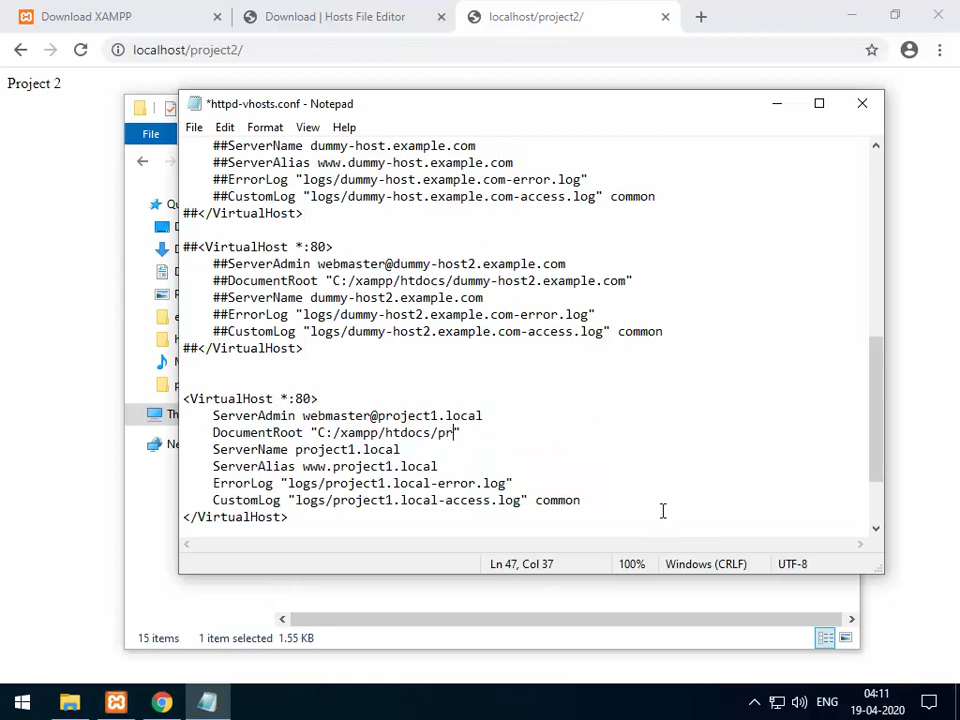 Download XAMPP
Download | Hosts File Editor
localhost/project2/
localhost/project2/
Project 2
*httpd-vhosts.conf - Notepad
File
File Edit Format View Help
##ServerName dummy-host.example.com
##ServerAlias www.dummy-host.example.com
##ErrorLog "logs/dummy-host.example.com-error.log"
##CustomLog "logs/dummy-host.example.com-access.log" common
##</VirtualHost>
##<VirtualHost *:80>
##ServerAdmin webmaster@dummy-host2.example.com
##DocumentRoot "C:/xampp/htdocs/dummy-host2.example.com"
##ServerName dummy-host2.example.com
##ErrorLog "logs/dummy-host2.example.com-error.log"
##CustomLog "logs/dummy-host2.example.com-access.log" common
##</VirtualHost>
<VirtualHost *:80>
ServerAdmin webmaster@project1.local
DocumentRoot "C:/xampp/htdocs/pr"
ServerName project1.local
ServerAlias www.project1.local
ErrorLog "logs/project1.local-error.log"
CustomLog "logs/project1.local-access.log" common
</VirtualHost>
Ln 47, Col 37 100% Windows (CRLF) UTF-8
15 items 1 item selected 1.55 KB
ENG
04:11
19-04-2020